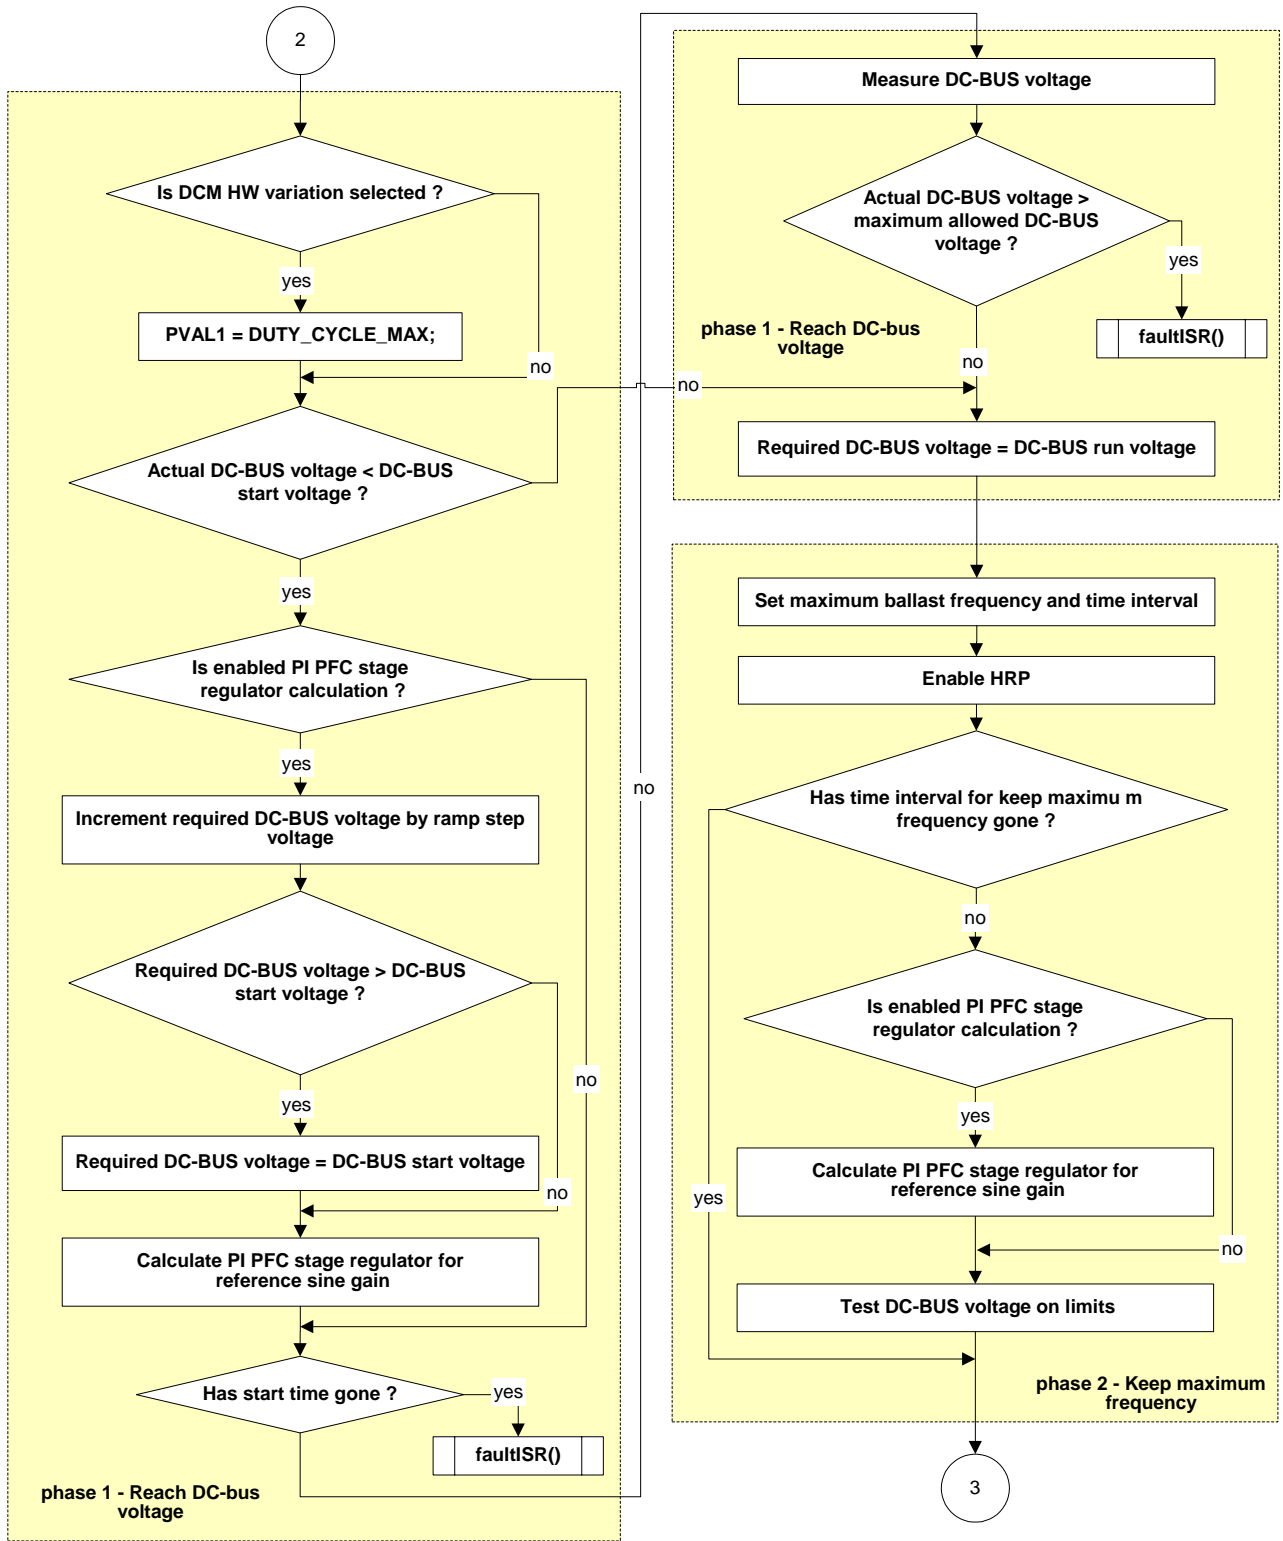 2
Is DCM HW variation selected ?
yes
PVAL1 = DUTY_CYCLE_MAX;
no
Actual DC-BUS voltage < DC-BUS
start voltage ?
no
yes
Is enabled PI PFC stage
regulator calculation ?
yes
Increment required DC-BUS voltage by ramp step
voltage
Required DC-BUS voltage > DC-BUS
start voltage ?
no
yes
Required DC-BUS voltage = DC-BUS start voltage
no
Calculate PI PFC stage regulator for
reference sine gain
Has start time gone ?
yes
faultISR()
phase 1 - Reach DC-bus
voltage
no
Measure DC-BUS voltage
Actual DC-BUS voltage >
maximum allowed DC-BUS
voltage ?
yes
faultISR()
phase 1 - Reach DC-bus
voltage
no
Required DC-BUS voltage = DC-BUS run voltage
Set maximum ballast frequency and time interval
Enable HRP
Has time interval for keep maximu m
frequency gone ?
no
Is enabled PI PFC stage
regulator calculation ?
yes
Calculate PI PFC stage regulator for
reference sine gain
yes
no
Test DC-BUS voltage on limits
phase 2 - Keep maximum
frequency
3